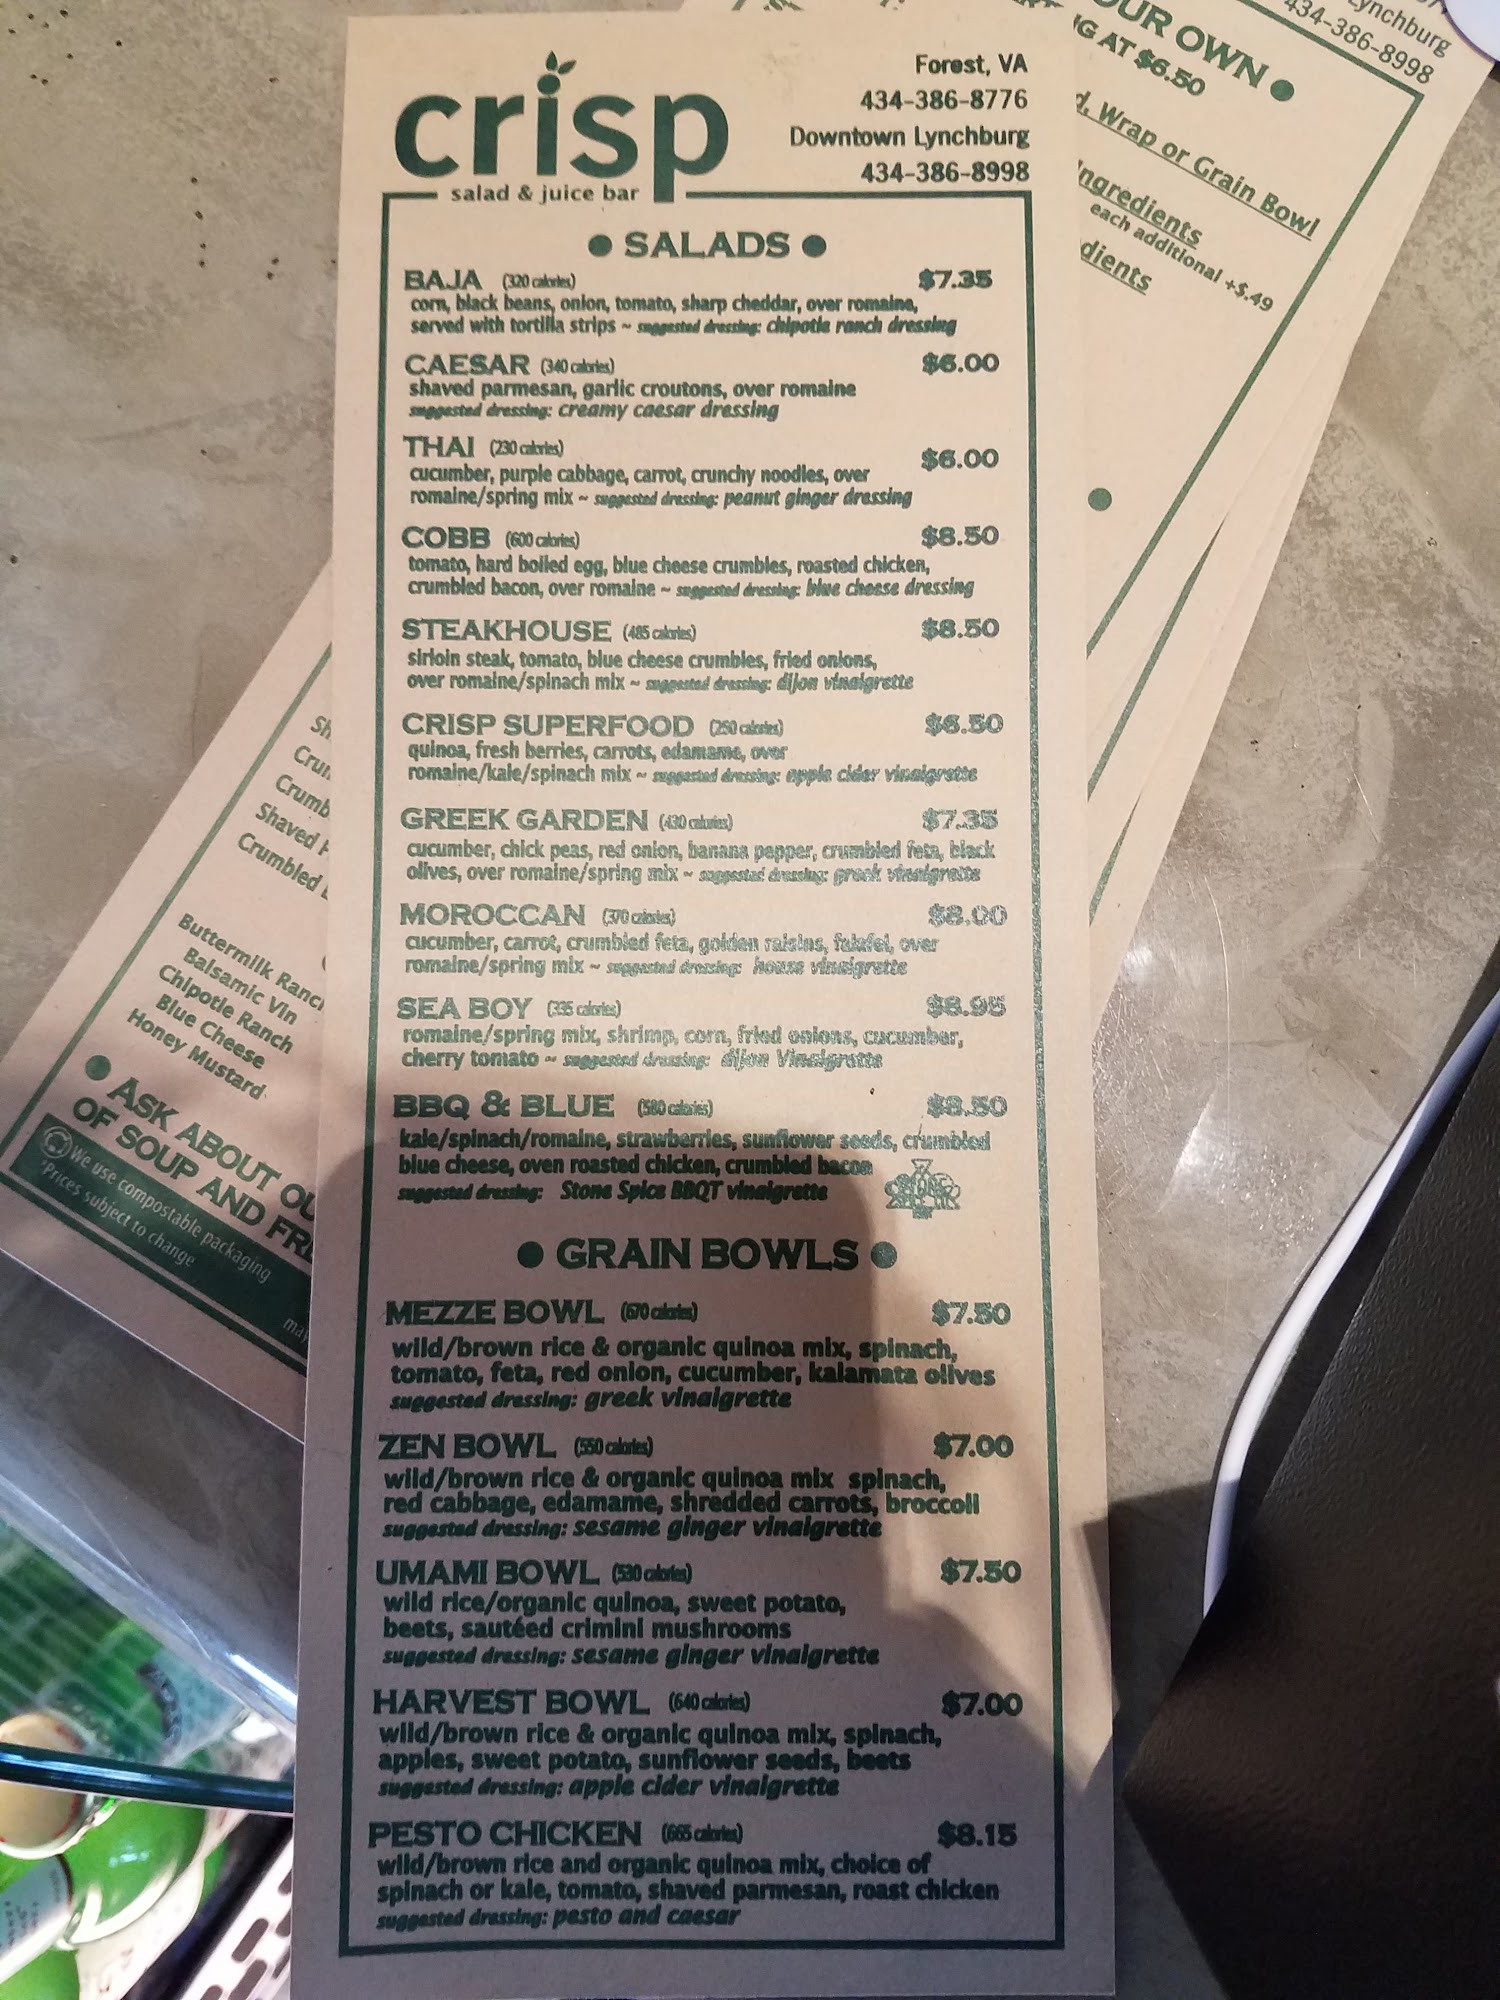 crisp
salad & juice bar
Forest, VA
434-386-8776
Downtown Lynchburg
434-386-8998
• SALADS •
BAJA (320 calories) $7.35
corn, black beans, onion, tomato, sharp cheddar, over romaine,
served with tortilla strips ~ suggested dressing: chipotle ranch dressing
CAESAR (340 calories) $6.00
shaved parmesan, garlic croutons, over romaine
suggested dressing: creamy caesar dressing
THAI (230 calories) $6.00
cucumber, purple cabbage, carrot, crunchy noodles, over
romaine/spring mix ~ suggested dressing: peanut ginger dressing
COBB (600 calories) $8.50
tomato, hard boiled egg, blue cheese crumbles, roasted chicken,
crumbled bacon, over romaine ~ suggested dressing: blue cheese dressing
STEAKHOUSE (485 calories) $8.50
sirloin steak, tomato, blue cheese crumbles, fried onions,
over romaine/spinach mix ~ suggested dressing: dijon vinaigrette
CRISP SUPERFOOD (250 calories) $6.50
quinoa, fresh berries, carrots, edamame, over
romaine/kale/spinach mix ~ suggested dressing: apple cider vinaigrette
GREEK GARDEN (430 calories) $7.35
cucumber, chick peas, red onion, banana pepper, crumbled feta, black
olives, over romaine/spring mix ~ suggested dressing: greek vinaigrette
MOROCCAN (370 calories) $8.00
cucumber, carrot, crumbled feta, golden raisins, falafel, over
romaine/spring mix ~ suggested dressing: house vinaigrette
SEA BOY (335 calories) $8.95
romaine/spring mix, shrimp, corn, fried onions, cucumber,
cherry tomato ~ suggested dressing: dijon Vinaigrette
BBQ & BLUE (580 calories) $8.50
kale/spinach/romaine, strawberries, sunflower seeds, crumbled
blue cheese, oven roasted chicken, crumbled bacon
suggested dressing: Stone Spice BBQT vinaigrette
• GRAIN BOWLS •
MEZZE BOWL (670 calories) $7.50
wild/brown rice & organic quinoa mix, spinach,
tomato, feta, red onion, cucumber, kalamata olives
suggested dressing: greek vinaigrette
ZEN BOWL (550 calories) $7.00
wild/brown rice & organic quinoa mix spinach,
red cabbage, edamame, shredded carrots, broccoli
suggested dressing: sesame ginger vinaigrette
UMAMI BOWL (530 calories) $7.50
wild rice/organic quinoa, sweet potato,
beets, sautéed crimini mushrooms
suggested dressing: sesame ginger vinaigrette
HARVEST BOWL (640 calories) $7.00
wild/brown rice & organic quinoa mix, spinach,
apples, sweet potato, sunflower seeds, beets
suggested dressing: apple cider vinaigrette
PESTO CHICKEN (665 calories) $8.15
wild/brown rice and organic quinoa mix, choice of
spinach or kale, tomato, shaved parmesan, roast chicken
suggested dressing: pesto and caesar
Lynchburg
434-386-8998
OUR OWN •
AT $6.50
Wrap or Grain Bowl
Ingredients
each additional +$.49
Shaved
Crumbled
Buttermilk Ranch
Balsamic Vin
Chipotle Ranch
Blue Cheese
Honey Mustard
• ASK ABOUT OU
OF SOUP AND FRE
We use compostable packaging
*Prices subject to change